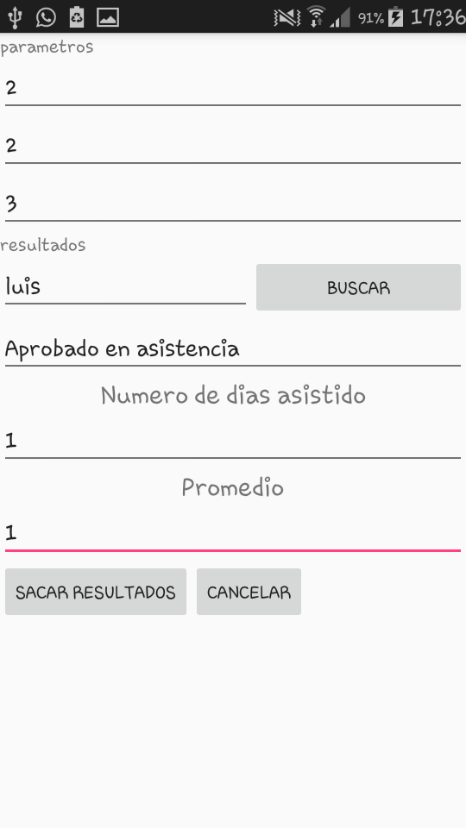 91% 17:36
parametros
2
2
3
resultados
luis BUSCAR
Aprobado en asistencia
Numero de dias asistido
1
Promedio
1
SACAR RESULTADOS CANCELAR